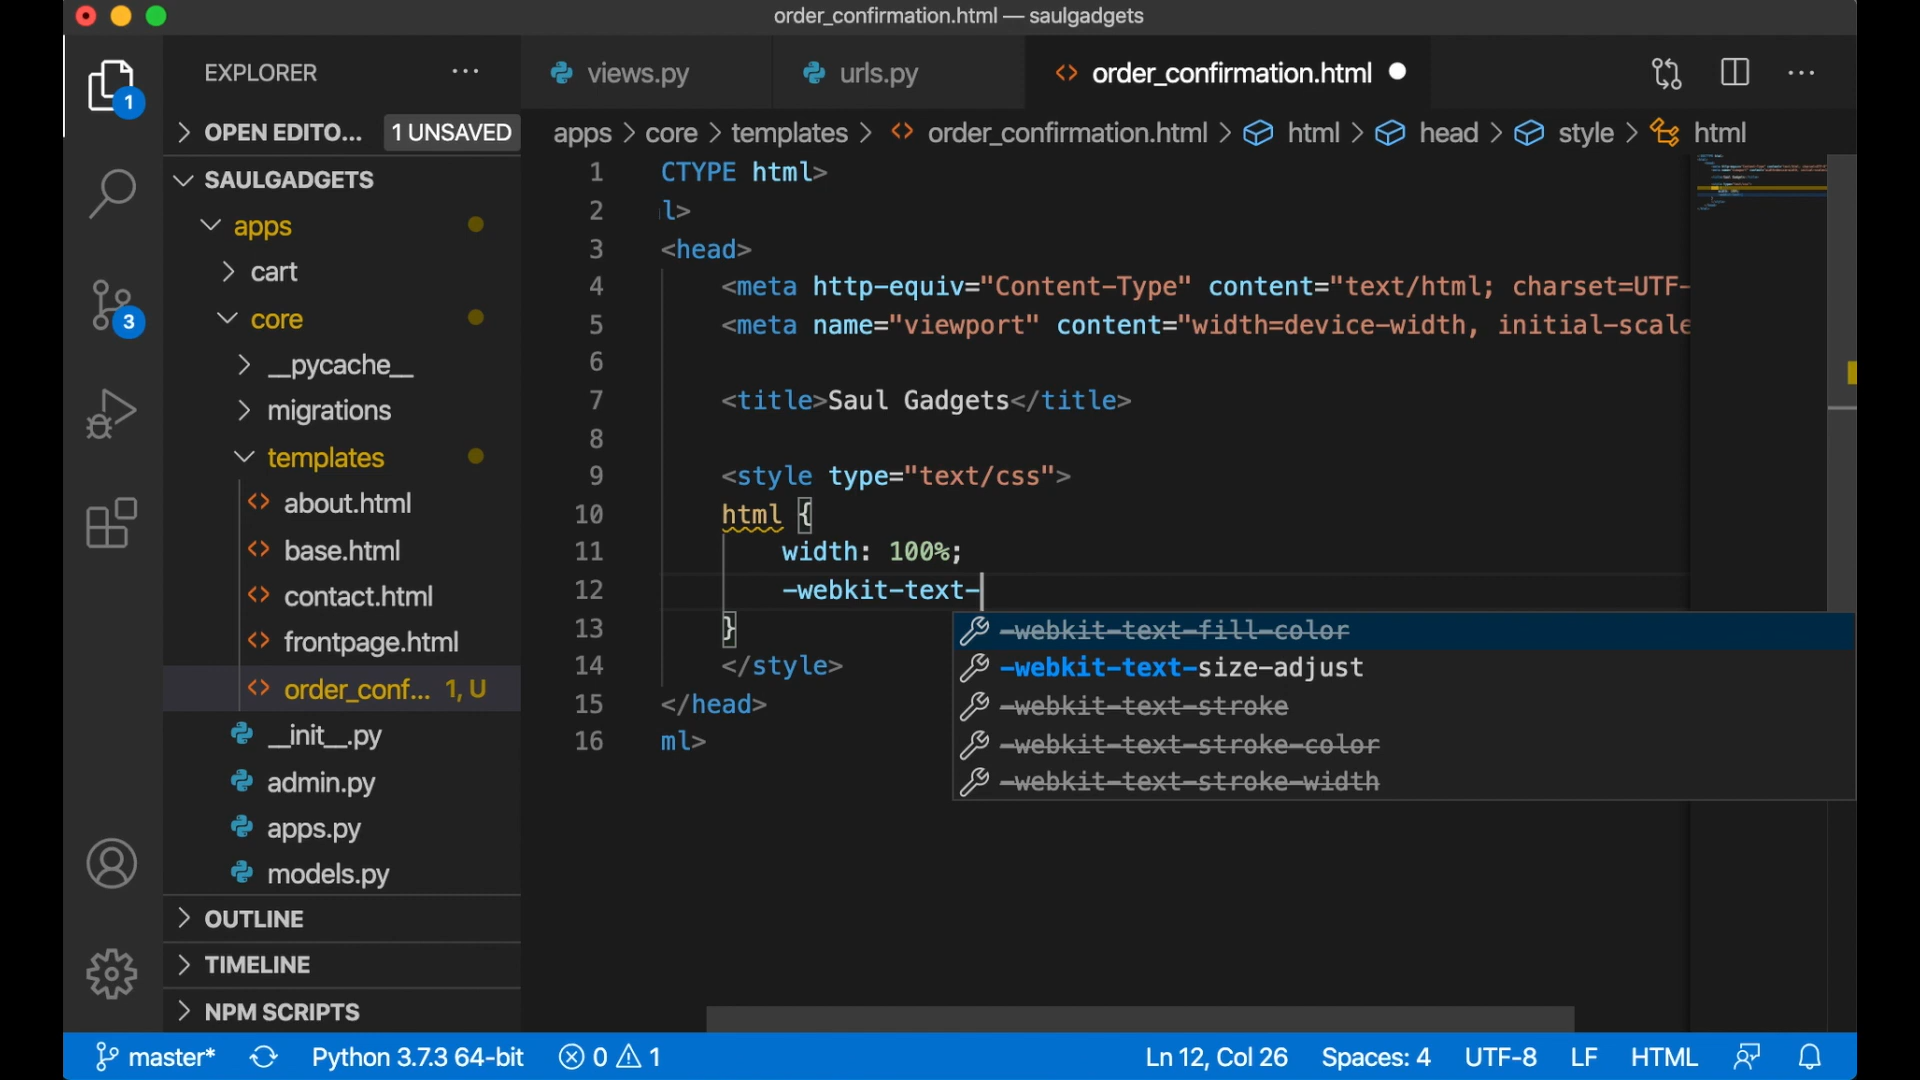 order_confirmation.html — saulgadgets
EXPLORER ···
views.py
urls.py
order_confirmation.html
OPEN EDITO... 1 UNSAVED
apps > core > templates > order_confirmation.html > html > head > style > html
1
3
SAULGADGETS
apps
cart
core
__pycache__
migrations
templates
about.html
base.html
contact.html
frontpage.html
order_conf... 1, U
__init__.py
admin.py
apps.py
models.py
OUTLINE
TIMELINE
NPM SCRIPTS
1 CTYPE html>
2 l>
3 <head>
4 <meta http-equiv="Content-Type" content="text/html; charset=UTF-
5 <meta name="viewport" content="width=device-width, initial-scale
6
7 <title>Saul Gadgets</title>
8
9 <style type="text/css">
10 html {
11 width: 100%;
12 -webkit-text-
13 }
14 </style>
15 </head>
16 ml>
-webkit-text-fill-color
-webkit-text-size-adjust
-webkit-text-stroke
-webkit-text-stroke-color
-webkit-text-stroke-width
master* Python 3.7.3 64-bit 0 1 Ln 12, Col 26 Spaces: 4 UTF-8 LF HTML